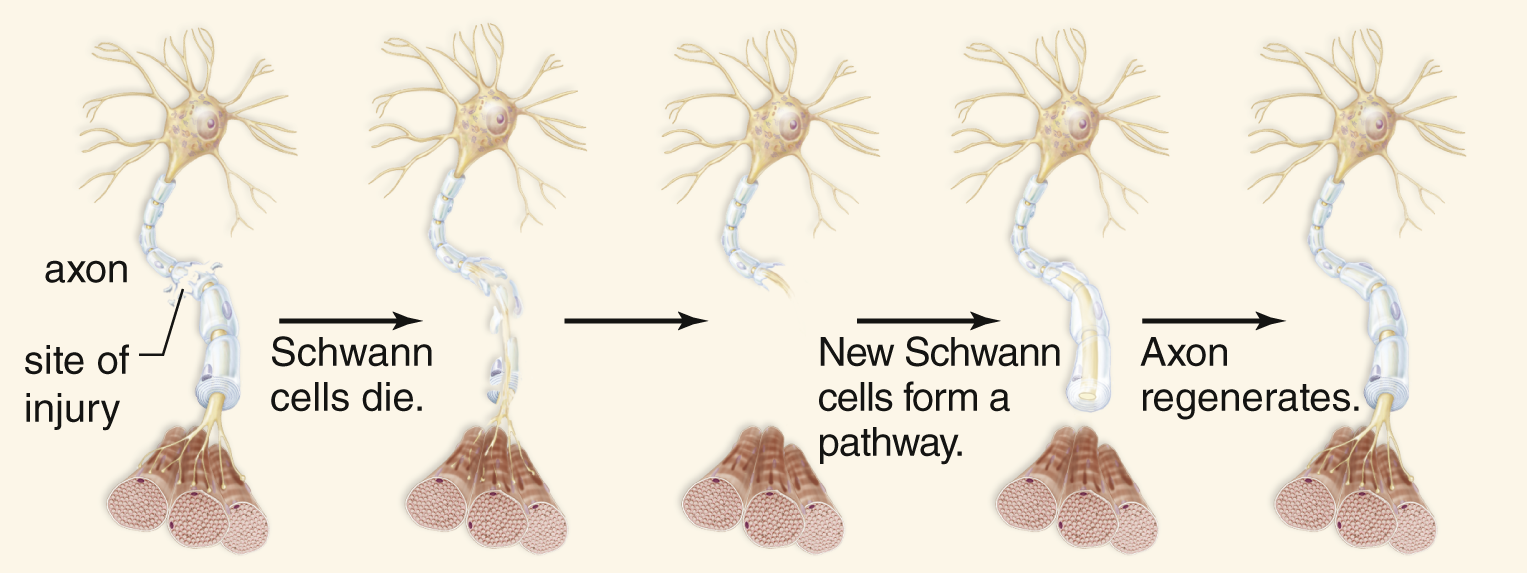 axon
site of
injury
Schwann
cells die.
New Schwann
cells form a
pathway.
Axon
regenerates.